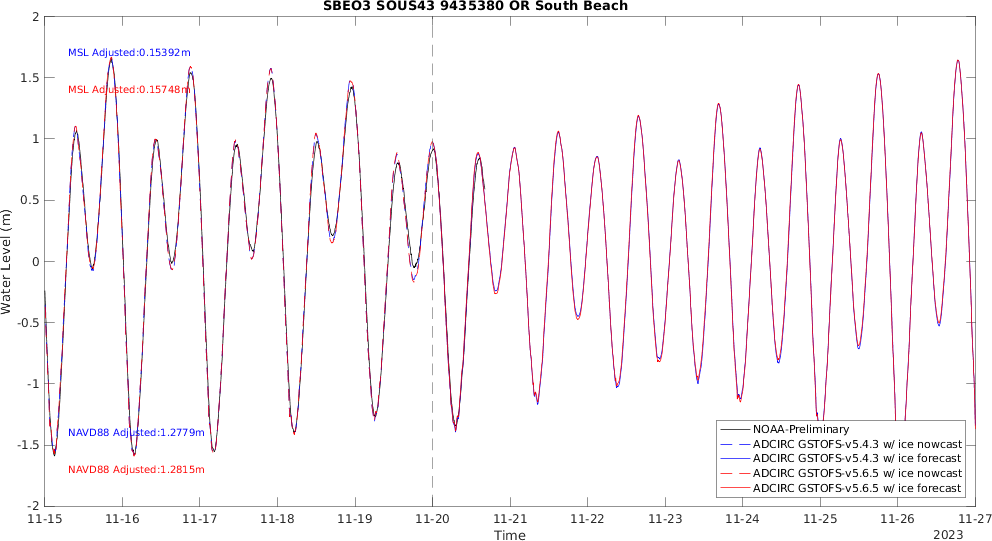 SBEO3 SOUS43 9435380 OR South Beach
2
1.5
1
0.5
0
-0.5
-1
-1.5
-2
Water Level (m)
MSL Adjusted:0.15392m
MSL Adjusted:0.15748m
NAVD88 Adjusted:1.2779m
NAVD88 Adjusted:1.2815m
NOAA-Preliminary
ADCIRC GSTOFS-v5.4.3 w/ ice nowcast
ADCIRC GSTOFS-v5.4.3 w/ ice forecast
ADCIRC GSTOFS-v5.6.5 w/ ice nowcast
ADCIRC GSTOFS-v5.6.5 w/ ice forecast
11-15 11-16 11-17 11-18 11-19 11-20 11-21 11-22 11-23 11-24 11-25 11-26 11-27
Time
2023